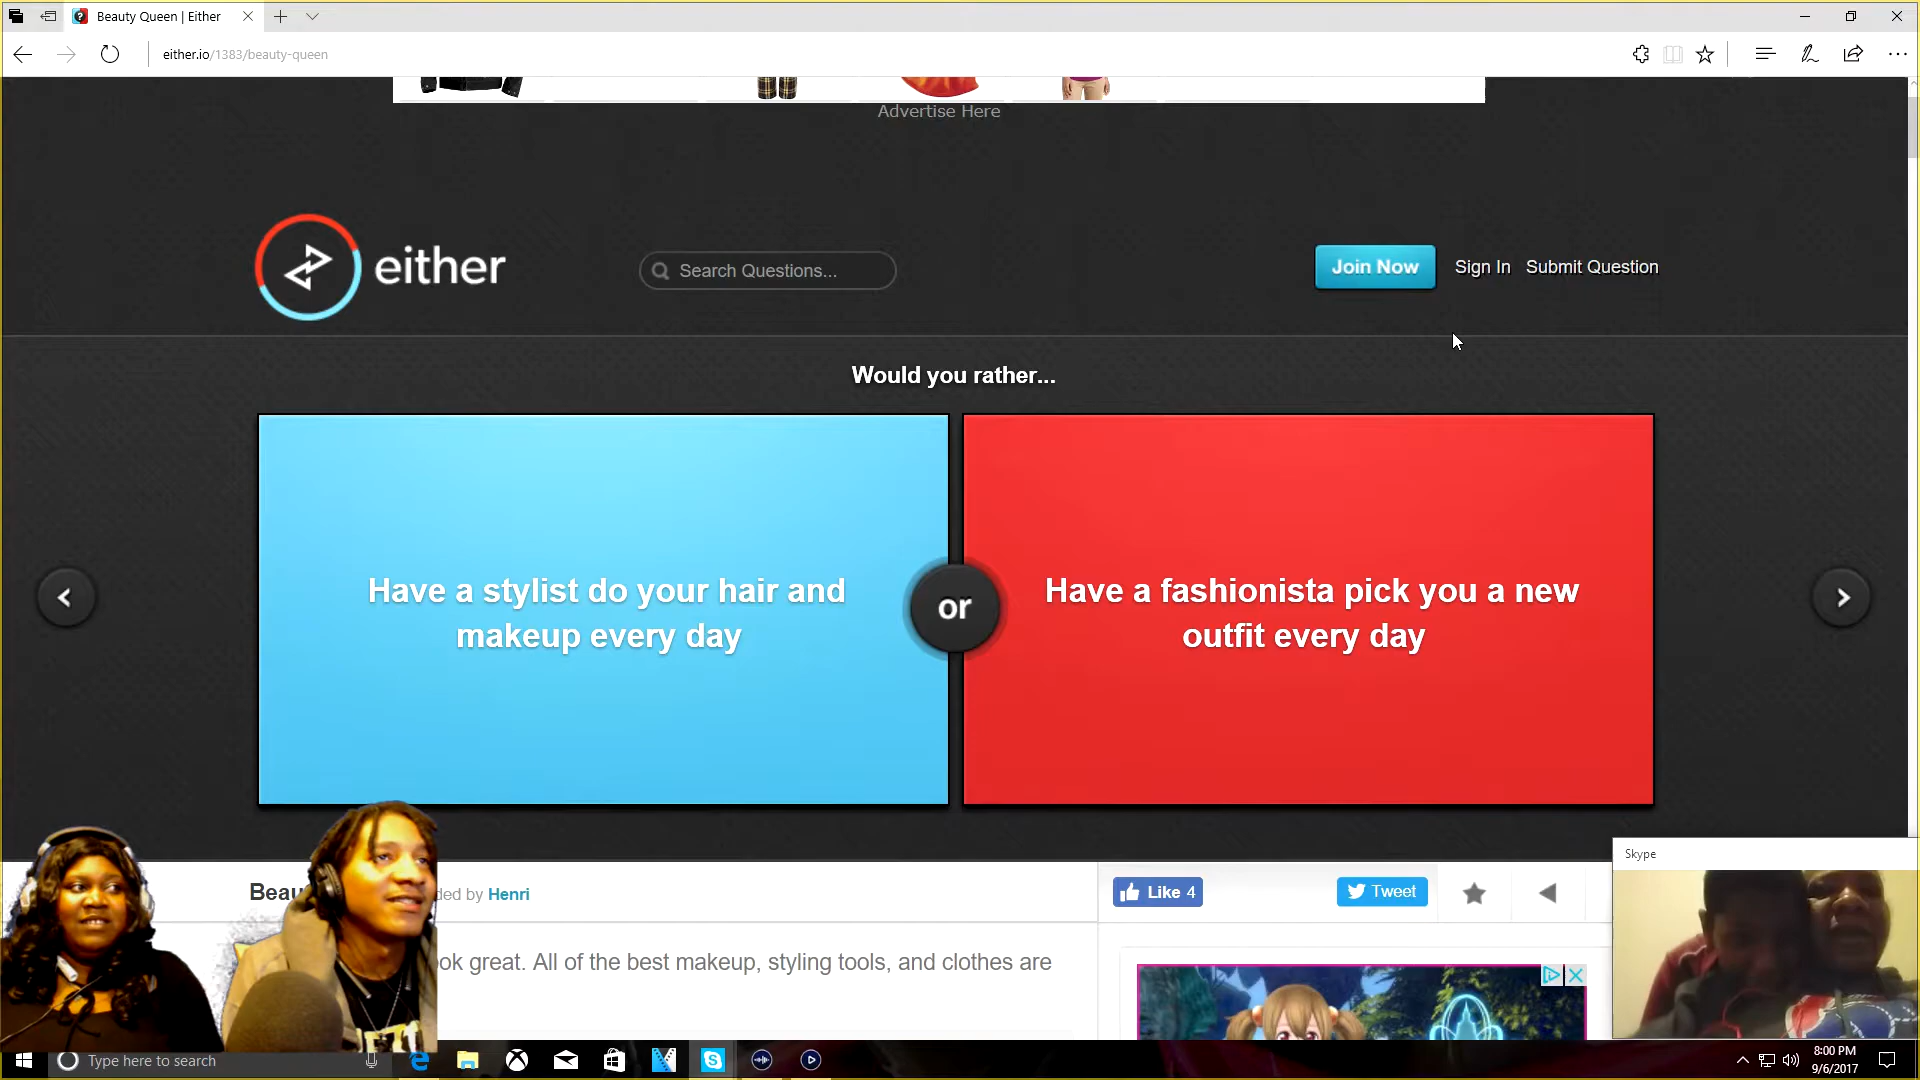 Beauty Queen | Either
either.io/1383/beauty-queen
Advertise Here
either
Search Questions...
Join Now
Sign In
Submit Question
Would you rather...
Have a stylist do your hair and
makeup every day
or
Have a fashionista pick you a new
outfit every day
Skype
Beau
ded by Henri
Like 4
Tweet
ok great. All of the best makeup, styling tools, and clothes are
Type here to search
8:00 PM
9/6/2017